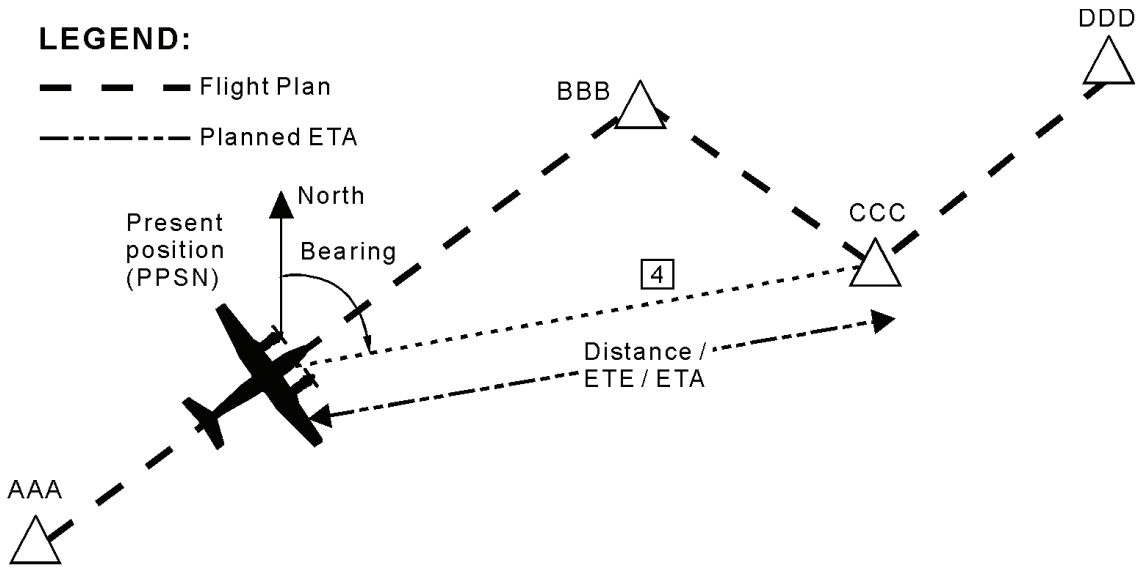 LEGEND:
Flight Plan
Planned ETA
North
Present
position
(PPSN)
Bearing
BBB
DDD
CCC
4
Distance /
ETE / ETA
AAA